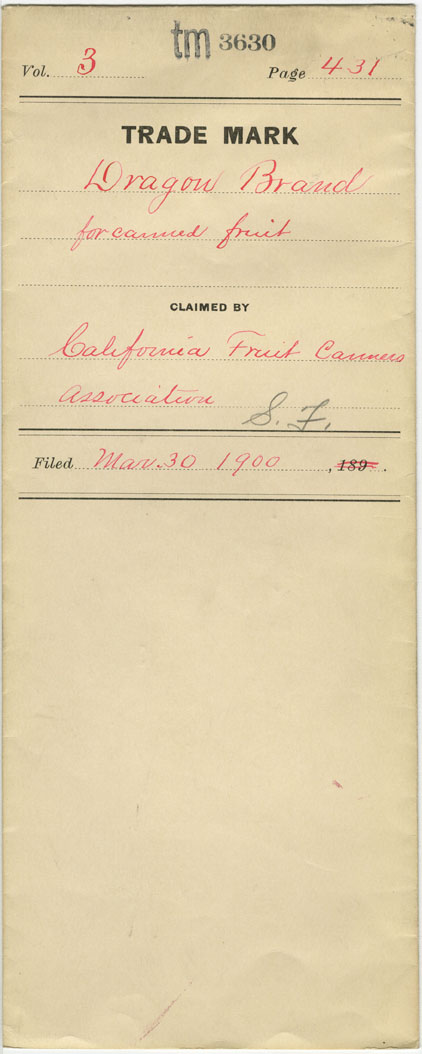 tm 3630
Vol. 3 Page 431
TRADE MARK
Dragon Brand
for canned fruit
CLAIMED BY
California Fruit Canners
Association
S. F.
Filed Mar. 30 1900, 189 .